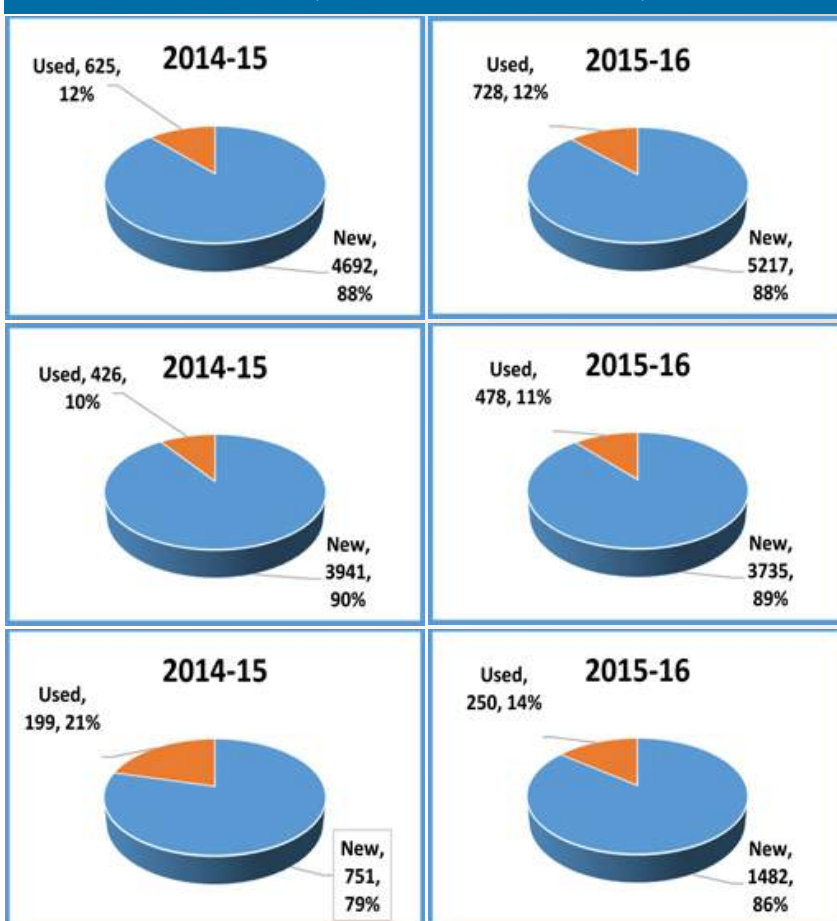 2014-15
Used, 625,
12%
New,
4692,
88%
2015-16
Used,
728, 12%
New,
5217,
88%
2014-15
Used, 426,
10%
New,
3941,
90%
2015-16
Used,
478, 11%
New,
3735,
89%
2014-15
Used,
199, 21%
New,
751,
79%
2015-16
Used,
250, 14%
New,
1482,
86%